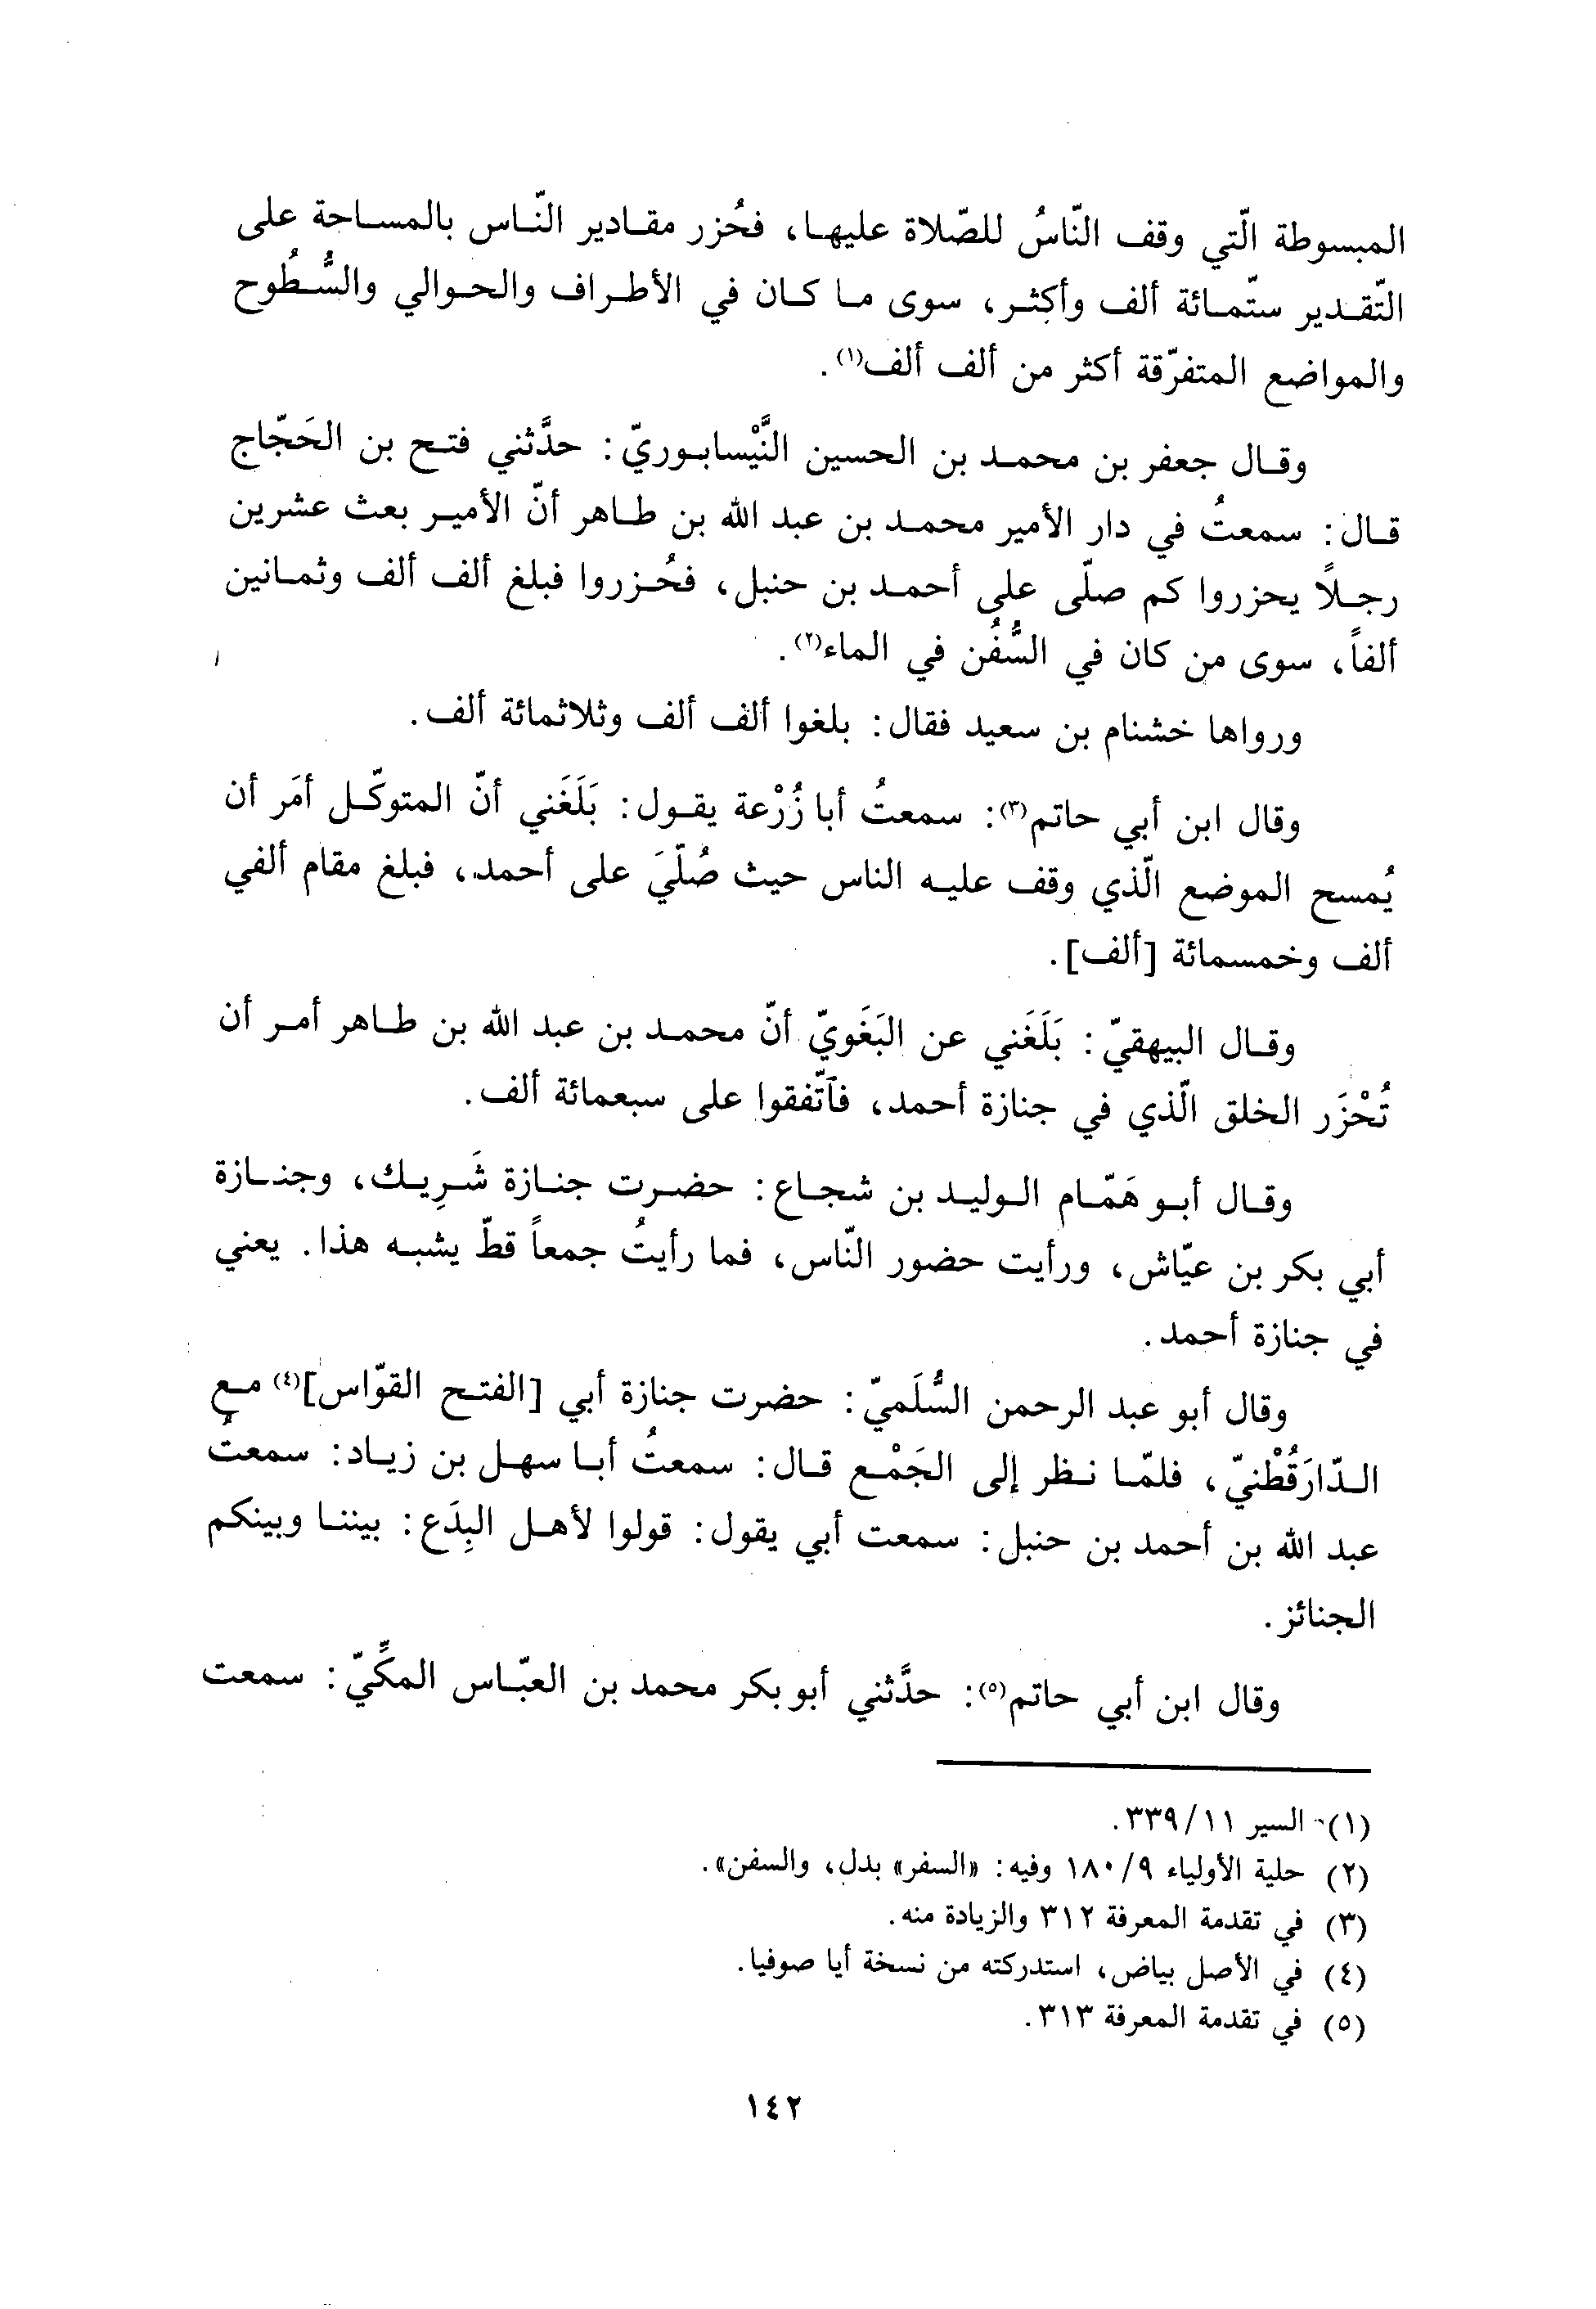 المبسوطة الّتي وقف النّاسُ للصّلاة عليها، فحُزر مقادير النّاس بالمساحة على
التّقدير ستّمائة ألف وأكثر، سوى ما كان في الأطراف والحوالي والسُّطُوح
والمواضع المتفرّقة أكثر من ألف ألف(١).
وقال جعفر بن محمد بن الحسين النَّيْسابوريّ: حدَّثني فتح بن الحَجّاج
قال: سمعتُ في دار الأمير محمد بن عبد الله بن طاهر أنّ الأمير بعث عشرين
رجلاً يحزروا كم صلّى على أحمد بن حنبل، فحُزروا فبلغ ألف ألف وثمانين
ألفاً، سوى من كان في السُّفُن في الماء(٢).
ورواها خشنام بن سعيد فقال: بلغوا ألف ألف وثلاثمائة ألف.
وقال ابن أبي حاتم(٣): سمعتُ أبا زُرْعة يقول: بَلَغَني أنّ المتوكّل أمَر أن
يُمسح الموضع الّذي وقف عليه الناس حيث صُلّيَ على أحمد، فبلغ مقام ألفي
ألف وخمسمائة [ألف].
وقال البيهقيّ: بَلَغَني عن البَغَويّ أنّ محمد بن عبد الله بن طاهر أمر أن
تُحْزَر الخلق الّذي في جنازة أحمد، فآتّفقوا على سبعمائة ألف.
وقال أبو هَمّام الوليد بن شجاع: حضرت جنازة شَرِيك، وجنازة
أبي بكر بن عيّاش، ورأيت حضور النّاس، فما رأيتُ جمعاً قطّ يشبه هذا. يعني
في جنازة أحمد.
وقال أبو عبد الرحمن السُّلَميّ: حضرت جنازة أبي [الفتح القوّاس](٤) مع
الدّارَقُطْنيّ، فلمّا نظر إلى الجَمْع قال: سمعتُ أبا سهل بن زياد: سمعتُ
عبد الله بن أحمد بن حنبل: سمعت أبي يقول: قولوا لأهل البِدَع: بيننا وبينكم
الجنائز.
وقال ابن أبي حاتم(٥): حدَّثني أبو بكر محمد بن العبّاس المكِّيّ: سمعت
(١) السير ٣٣٩/١١.
(٢) حلية الأولياء ١٨٠/٩ وفيه: «السفر» بدل، والسفن».
(٣) في تقدمة المعرفة ٣١٢ والزيادة منه.
(٤) في الأصل بياض، استدركته من نسخة أيا صوفيا.
(٥) في تقدمة المعرفة ٣١٣.
١٤٢